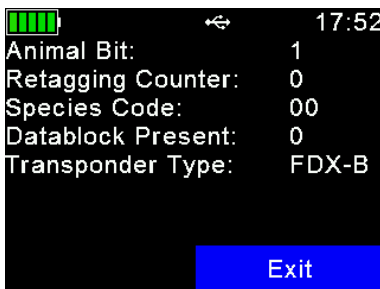 17:52
Animal Bit: 1
Retagging Counter: 0
Species Code: 00
Datablock Present: 0
Transponder Type: FDX-B
Exit